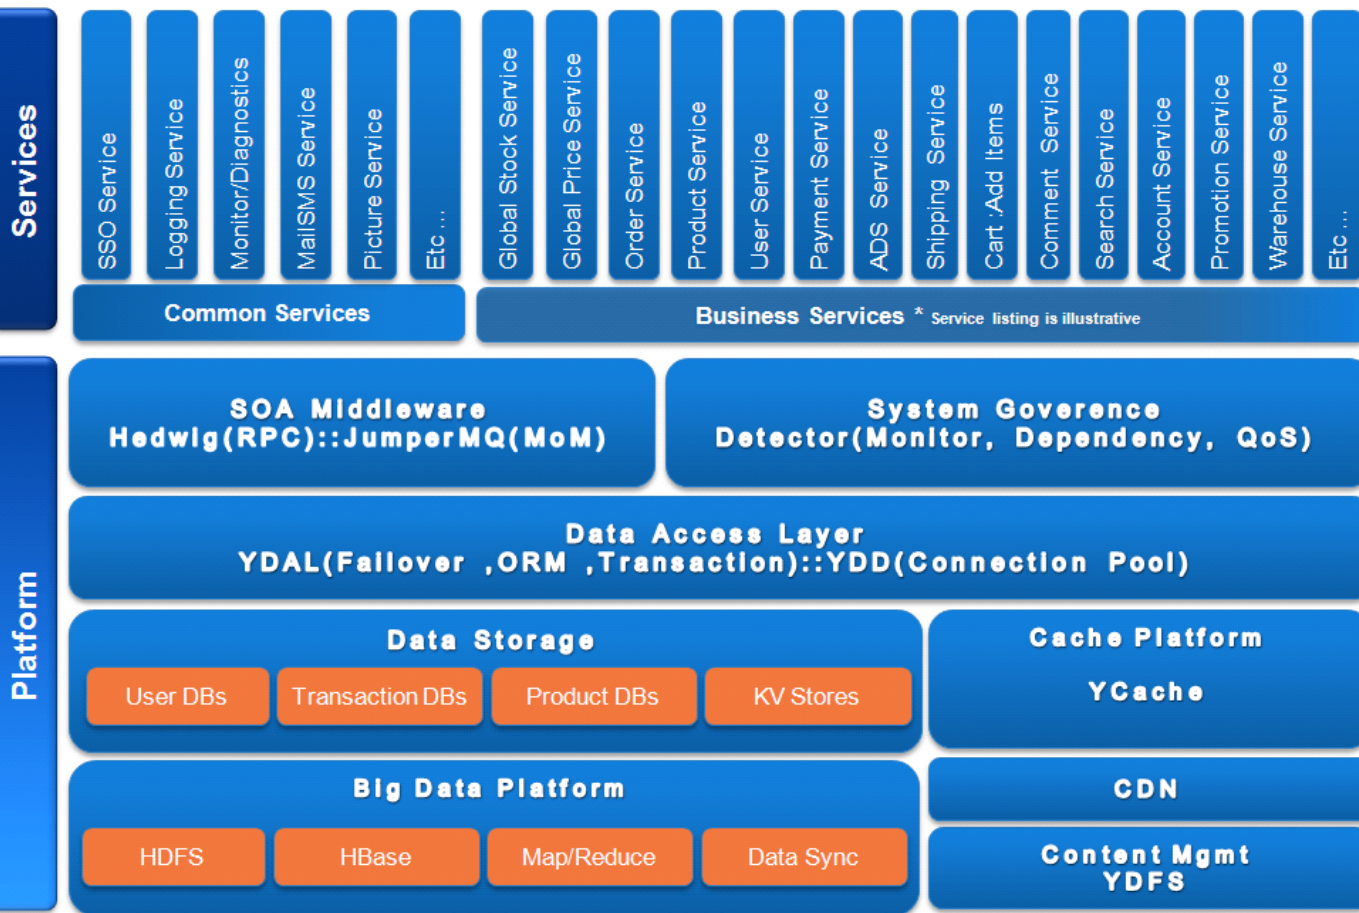 Services
SSO Service
Logging Service
Monitor/Diagnostics
MailSMS Service
Picture Service
Etc ...
Global Stock Service
Global Price Service
Order Service
Product Service
User Service
Payment Service
ADS Service
Shipping Service
Cart :Add Items
Comment Service
Search Service
Account Service
Promotion Service
Warehouse Service
Etc ...
Common Services
Business Services * Service listing is illustrative
Platform
SOA Middleware
Hedwig(RPC)::JumperMQ(MoM)
System Goverence
Detector(Monitor, Dependency, QoS)
Data Access Layer
YDAL(Failover ,ORM ,Transaction)::YDD(Connection Pool)
Data Storage
User DBs
Transaction DBs
Product DBs
KV Stores
Cache Platform
YCache
Big Data Platform
HDFS
HBase
Map/Reduce
Data Sync
CDN
Content Mgmt
YDFS